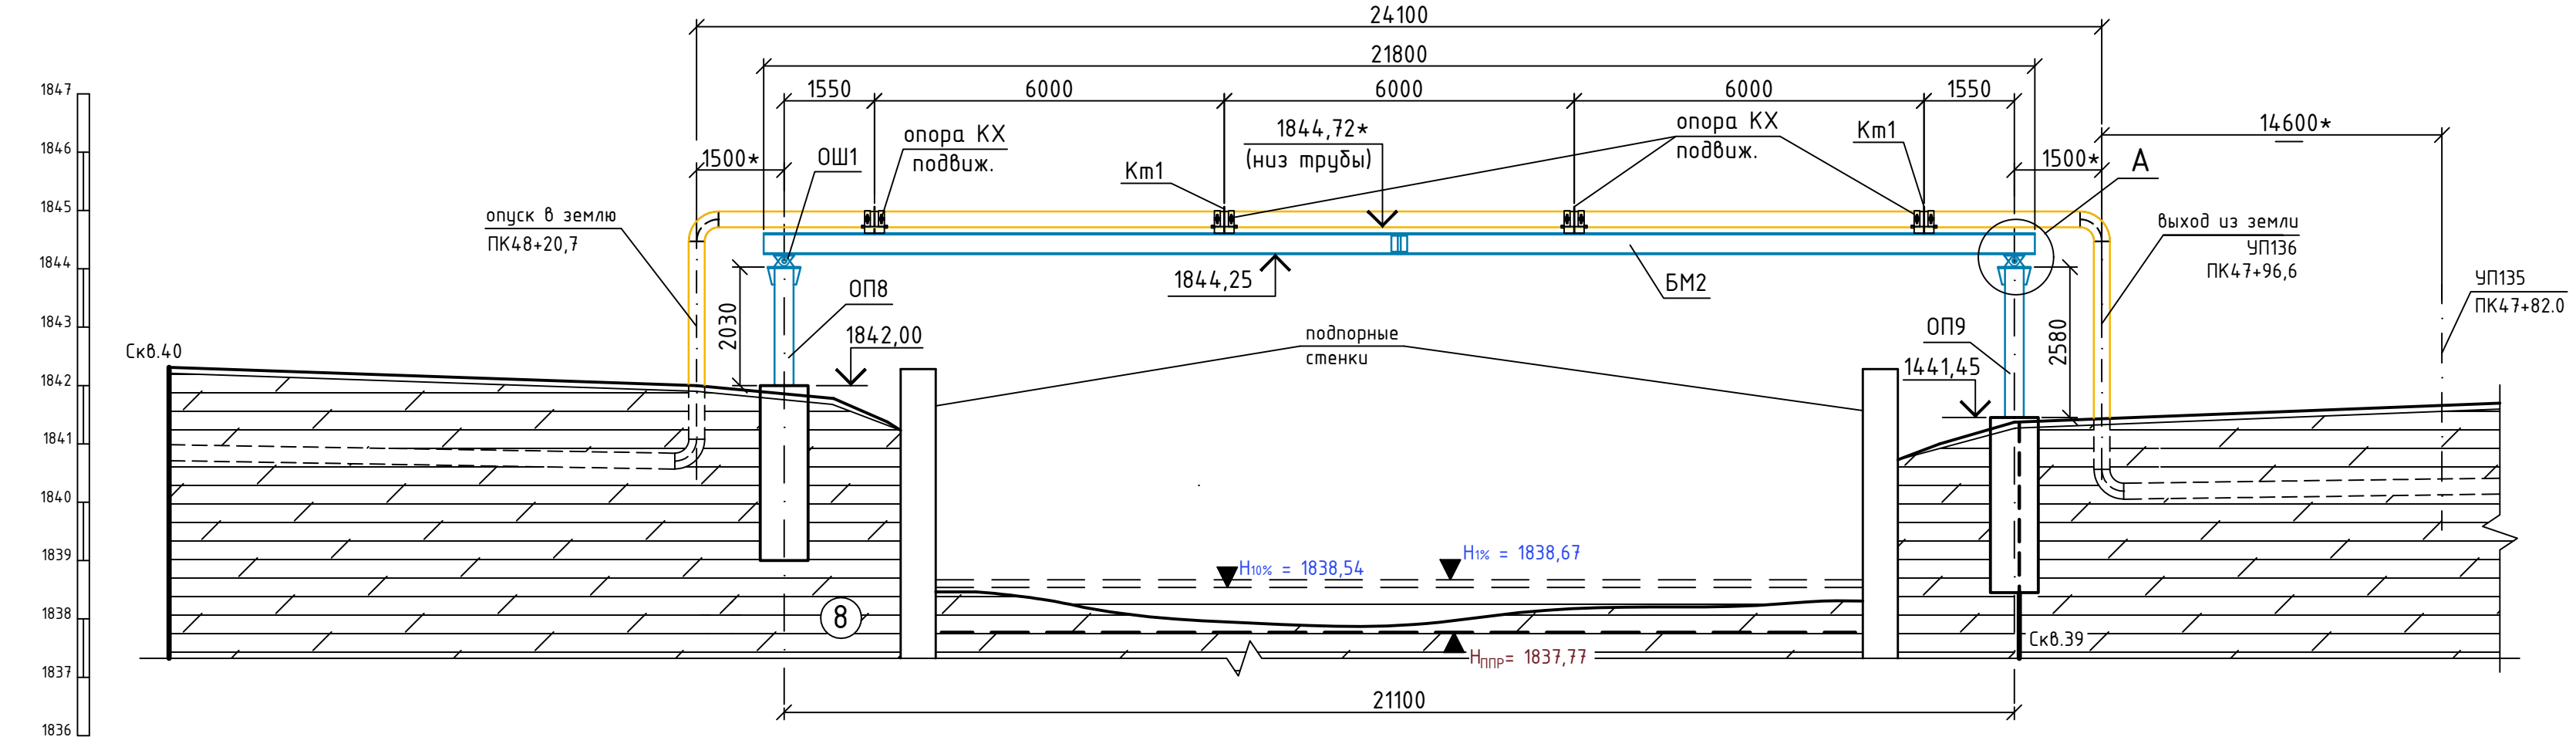 24100
21800
1550
6000
6000
6000
1550
1847
1846
1845
1844
1843
1842
1841
1840
1839
1838
1837
1836
1500*
ОШ1
опора КХ
подвиж.
Кт1
1844,72*
(низ трубы)
опора КХ
подвиж.
Кт1
1500*
А
14600*
опуск в землю
ПК48+20,7
выход из земли
УП136
ПК47+96,6
УП135
ПК47+82.0
1844,25
БМ2
2030
ОП8
1842,00
подпорные
стенки
ОП9
1441,45
2580
Скв.40
H10% = 1838,54
H1% = 1838,67
8
HППР= 1837,77
Скв.39
21100